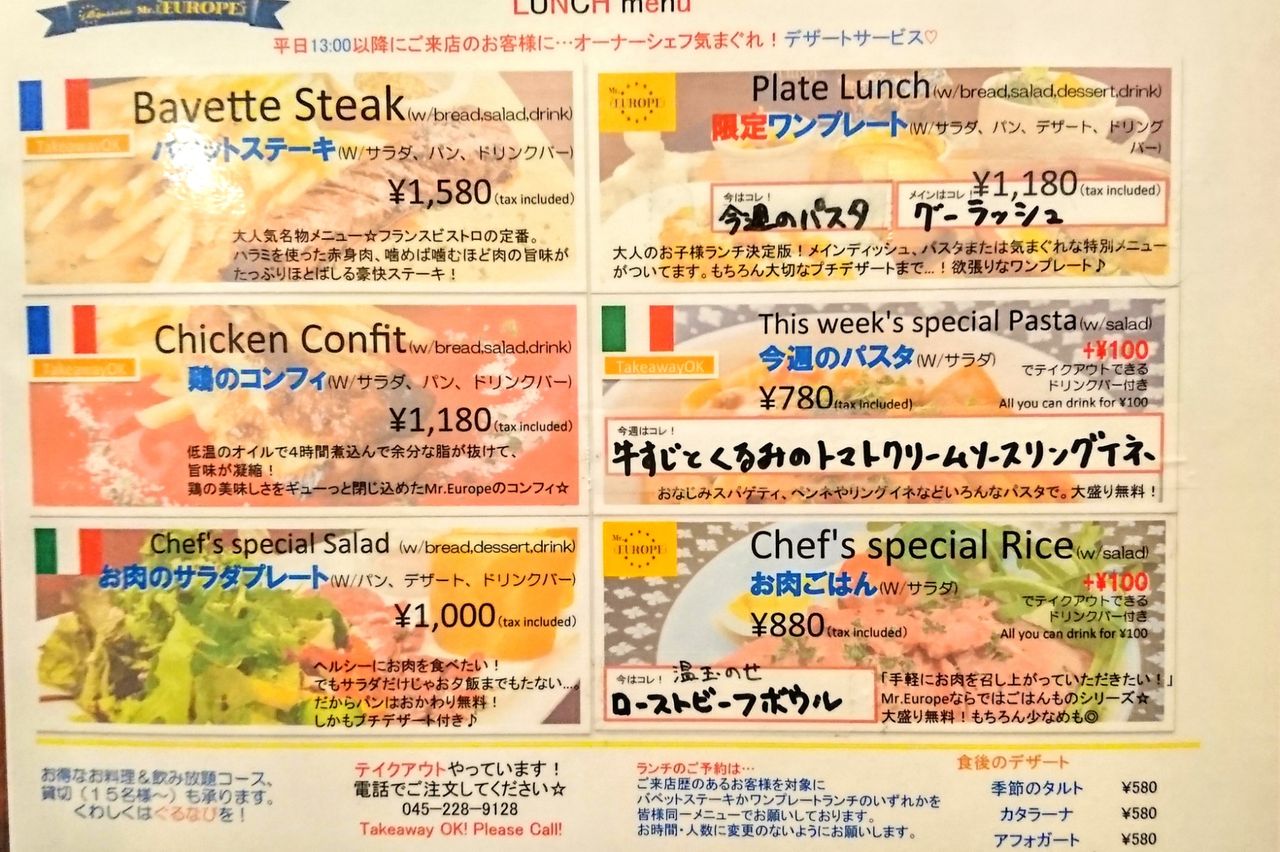 Mr. EUROPE
LUNCH menu
平日13:00以降にご来店のお客様に…オーナーシェフ気まぐれ！デザートサービス♡
Bavette Steak(w/bread,salad,drink)
TakeawayOK
バベットステーキ(W/サラダ、パン、ドリンクバー)
¥1,580(tax included)
大人気名物メニュー☆フランスビストロの定番。
ハラミを使った赤身肉、噛めば噛むほど肉の旨味が
たっぷりほとばしる豪快ステーキ！
Mr. EUROPE
Plate Lunch(w/bread,salad,dessert,drink)
限定ワンプレート(W/サラダ、パン、デザート、ドリンク
バー)
¥1,180(tax included)
今はコレ！
今週のパスタ
メインはコレ！
グーラッシュ
大人のお子様ランチ決定版！メインディッシュ、パスタまたは気まぐれな特別メニュー
がついてます。もちろん大切なプチデザートまで…！欲張りなワンプレート♪
Chicken Confit(w/bread,salad,drink)
TakeawayOK
鶏のコンフィ(W/サラダ、パン、ドリンクバー)
¥1,180(tax included)
低温のオイルで4時間煮込んで余分な脂が抜けて、
旨味が凝縮！
鶏の美味しさをギューっと閉じ込めたMr.Europeのコンフィ☆
This week's special Pasta(w/salad)
TakeawayOK
今週のパスタ(W/サラダ)
+¥100
でテイクアウトできる
ドリンクバー付き
¥780(tax included)
All you can drink for ¥100
今週はコレ！
牛すじとくるみのトマトクリームソースリングイネ
おなじみスパゲティ、ペンネやリングイネなどいろんなパスタで。大盛り無料！
Chef's special Salad (w/bread,dessert,drink)
お肉のサラダプレート(W/パン、デザート、ドリンクバー)
¥1,000(tax included)
ヘルシーにお肉を食べたい！
でもサラダだけじゃお夕飯までもたない…。
だからパンはおかわり無料！
しかもプチデザート付き♪
Mr. EUROPE
Chef's special Rice(w/salad)
お肉ごはん(W/サラダ)
+¥100
でテイクアウトできる
ドリンクバー付き
¥880(tax included)
All you can drink for ¥100
今はコレ！
温玉のせ
ローストビーフボウル
「手軽にお肉を召し上がっていただきたい！」
Mr.Europeならではごはんものシリーズ☆
大盛り無料！もちろん少なめも◎
お得なお料理&飲み放題コース、
貸切（15名様～）も承ります。
くわしくはぐるなびを！
テイクアウトやっています！
電話でご注文してください☆
045-228-9128
Takeaway OK! Please Call!
ランチのご予約は…
ご来店歴のあるお客様を対象に
バベットステーキかワンプレートランチのいずれかを
皆様同一メニューでお願いしております。
お時間・人数に変更のないようにお願いします。
食後のデザート
季節のタルト ¥580
カタラーナ ¥580
アフォガート ¥580